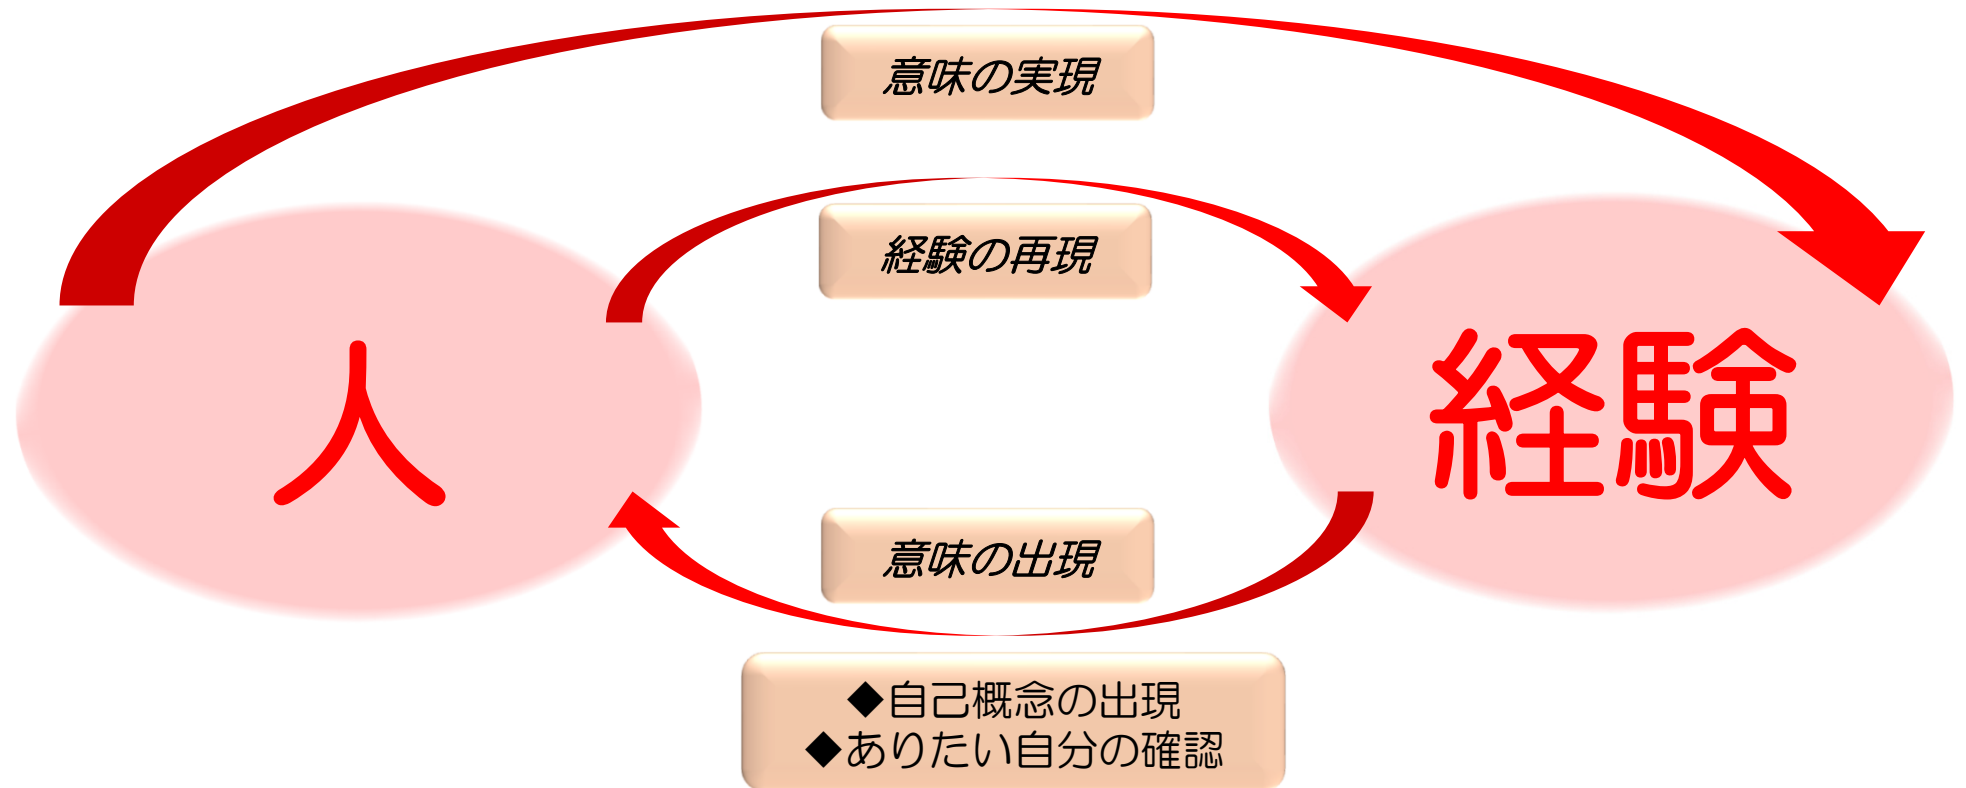 意味の実現
経験の再現
人
経験
意味の出現
◆自己概念の出現
◆ありたい自分の確認